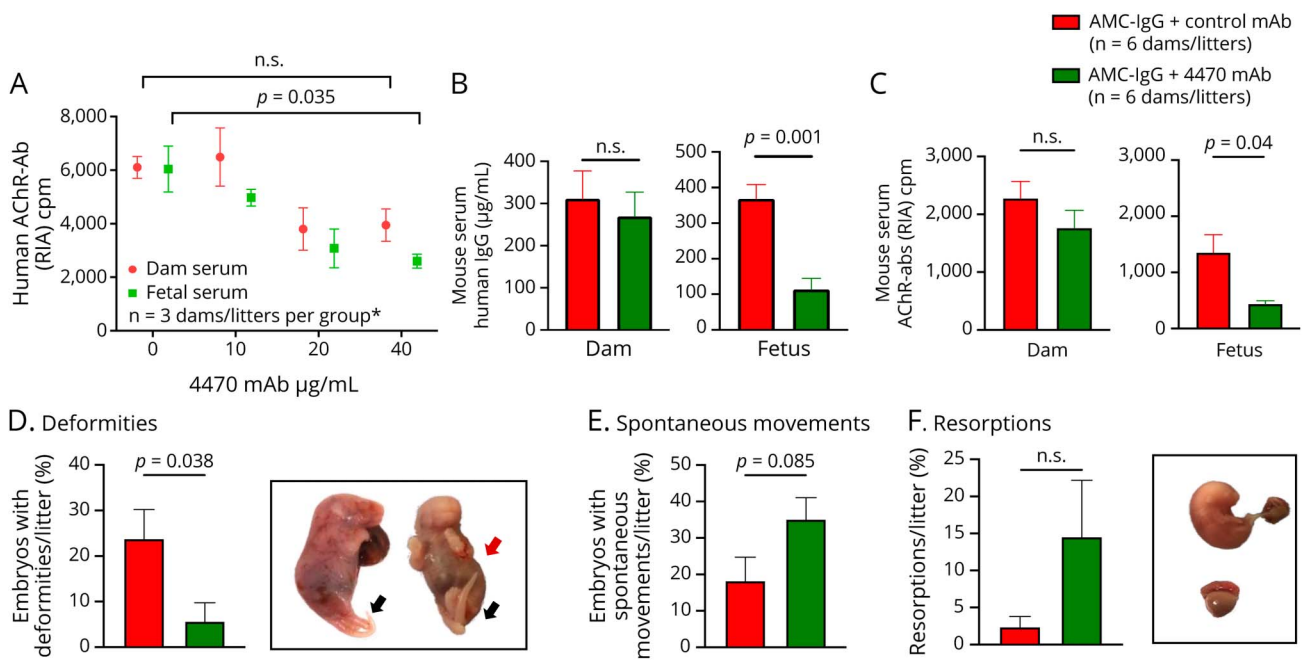 AMC-IgG + control mAb
(n = 6 dams/litters)
AMC-IgG + 4470 mAb
(n = 6 dams/litters)
A
n.s.
p = 0.035
Human AChR-Ab
(RIA) cpm
8,000
6,000
4,000
2,000
0
Dam serum
Fetal serum
n = 3 dams/litters per group*
0 10 20 40
4470 mAb µg/mL
B
Mouse serum
human IgG (µg/mL)
400
300
200
100
0
n.s.
Dam
500
400
300
200
100
0
p = 0.001
Fetus
C
Mouse serum
AChR-abs (RIA) cpm
3,000
2,000
1,000
0
n.s.
Dam
3,000
2,000
1,000
0
p = 0.04
Fetus
D. Deformities
Embryos with
deformities/litter (%)
40
30
20
10
0
p = 0.038
E. Spontaneous movements
Embryos with
spontaneous
movements/litter (%)
50
40
30
20
10
0
p = 0.085
F. Resorptions
Resorptions/litter (%)
25
20
15
10
5
0
n.s.